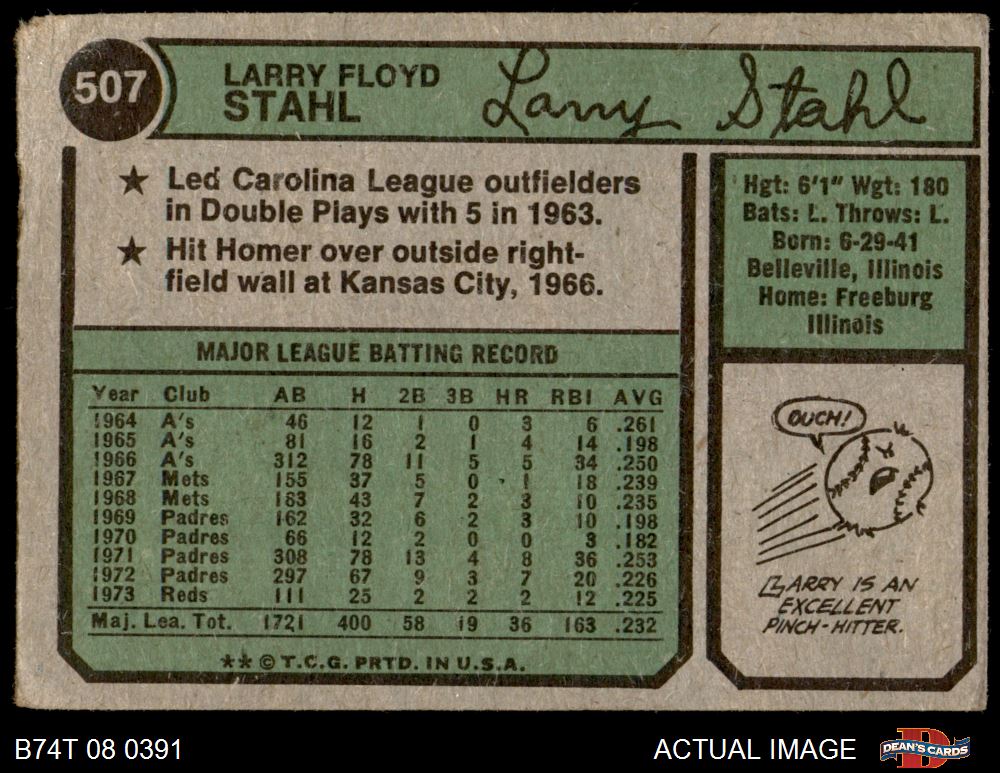 507
LARRY FLOYD
STAHL
Larry Stahl
★ Led Carolina League outfielders
in Double Plays with 5 in 1963.
★ Hit Homer over outside right-
field wall at Kansas City, 1966.
Hgt: 6'1" Wgt: 180
Bats: L. Throws: L.
Born: 6-29-41
Belleville, Illinois
Home: Freeburg
Illinois
MAJOR LEAGUE BATTING RECORD
Year Club AB H 2B 3B HR RBI AVG
1964 A's 46 12 1 0 3 6 .261
1965 A's 81 16 2 1 4 14 .198
1966 A's 312 78 11 5 5 34 .250
1967 Mets 155 37 5 0 1 18 .239
1968 Mets 183 43 7 2 3 10 .235
1969 Padres 162 32 6 2 3 10 .198
1970 Padres 66 12 2 0 0 3 .182
1971 Padres 308 78 13 4 8 36 .253
1972 Padres 297 67 9 3 7 20 .226
1973 Reds 111 25 2 2 2 12 .225
Maj. Lea. Tot. 1721 400 58 19 36 163 .232
** © T.C.G. PRTD. IN U.S.A.
OUCH!
LARRY IS AN
EXCELLENT
PINCH-HITTER.
B74T 08 0391
ACTUAL IMAGE
DEAN'S CARDS